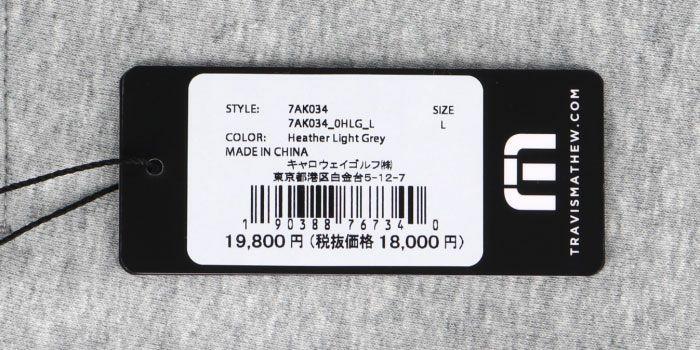 STYLE: 7AK034 SIZE
7AK034_0HLG_L L
COLOR: Heather Light Grey
MADE IN CHINA
キャロウェイゴルフ㈱
東京都港区白金台5-12-7
1 90388 76734 0
19,800円(税抜価格 18,000円)
TRAVISMATHEW.COM